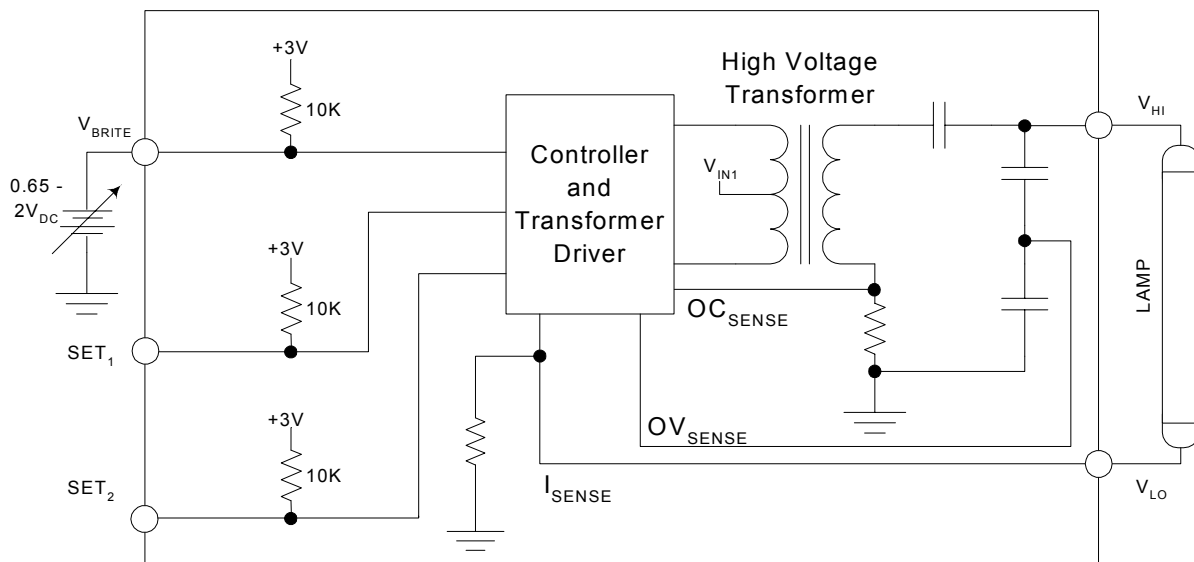 +3V
10K
V_BRITE
0.65 -
2V_DC
+3V
10K
SET_1
+3V
10K
SET_2
Controller
and
Transformer
Driver
High Voltage
Transformer
V_IN1
OC_SENSE
OV_SENSE
I_SENSE
V_HI
LAMP
V_LO